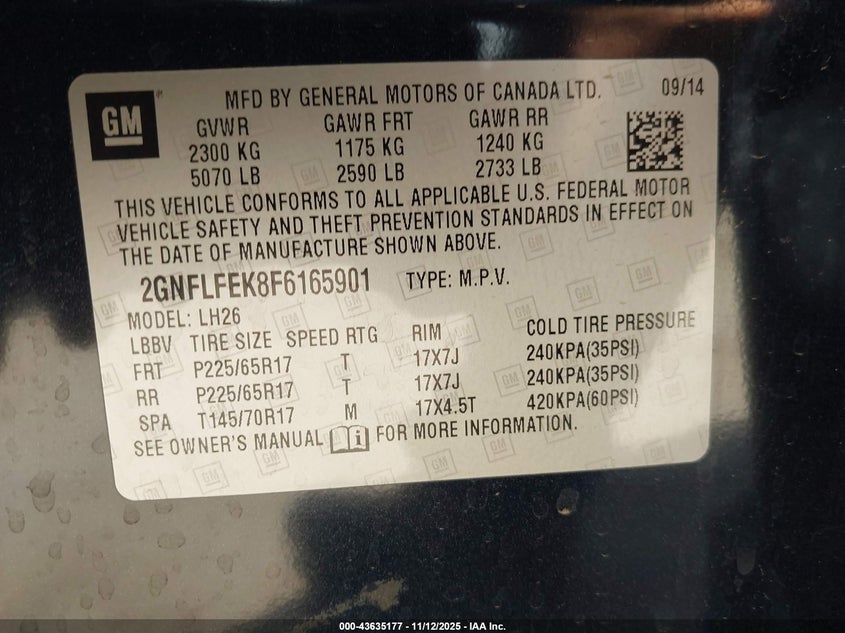 GM
MFD BY GENERAL MOTORS OF CANADA LTD. 09/14
GVWR GAWR FRT GAWR RR
2300 KG 1175 KG 1240 KG
5070 LB 2590 LB 2733 LB
THIS VEHICLE CONFORMS TO ALL APPLICABLE U.S. FEDERAL MOTOR
VEHICLE SAFETY AND THEFT PREVENTION STANDARDS IN EFFECT ON
THE DATE OF MANUFACTURE SHOWN ABOVE.
2GNFLFEK8F6165901 TYPE: M.P.V.
MODEL: LH26
LBBV TIRE SIZE SPEED RTG RIM COLD TIRE PRESSURE
FRT P225/65R17 T 17X7J 240KPA(35PSI)
RR P225/65R17 T 17X7J 240KPA(35PSI)
SPA T145/70R17 M 17X4.5T 420KPA(60PSI)
SEE OWNER'S MANUAL FOR MORE INFORMATION.
000-43635177 - 11/12/2025 - IAA Inc.